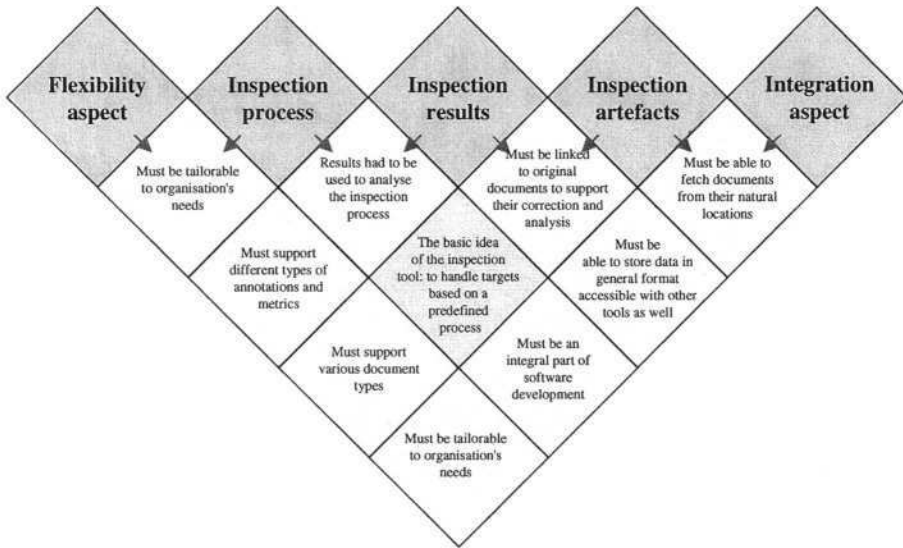 Flexibility
aspect
Inspection
process
Inspection
results
Inspection
artefacts
Integration
aspect
Must be tailorable
to organisation's
needs
Results had to be
used to analyse
the inspection
process
Must be linked
to original
documents to support
their correction and
analysis
Must be able to
fetch documents
from their natural
locations
Must support
different types of
annotations and
metrics
The basic idea
of the inspection
tool: to handle targets
based on a
predefined
process
Must be
able to store data in
general format
accessible with other
tools as well
Must support
various document
types
Must be an
integral part of
software
development
Must be tailorable
to organisation's
needs